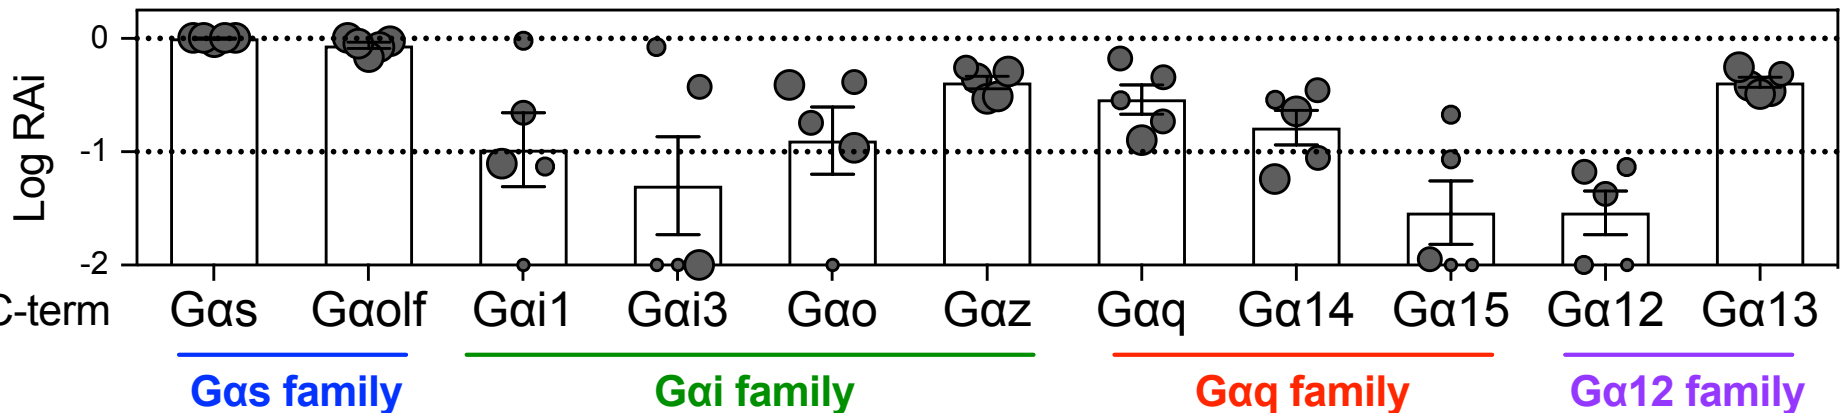 Log RAi
0
-1
-2
C-term Gαs Gαolf Gαi1 Gαi3 Gαo Gαz Gαq Gα14 Gα15 Gα12 Gα13
Gαs family Gαi family Gαq family Gα12 family